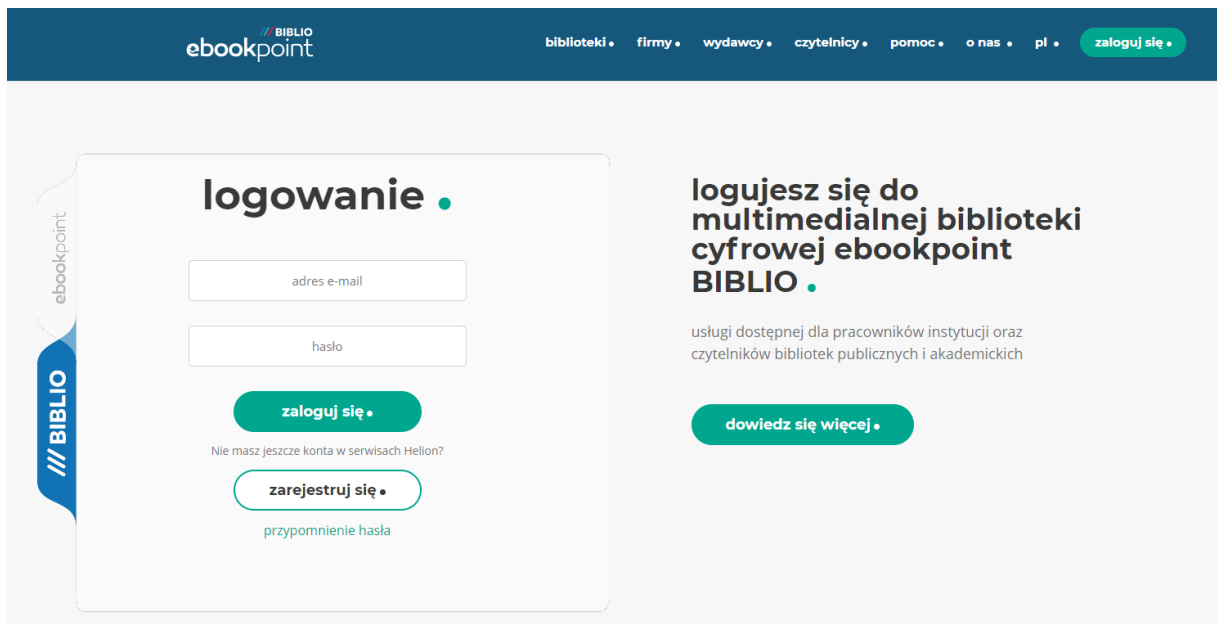 /// BIBLIO
ebookpoint
biblioteki • firmy • wydawcy • czytelnicy • pomoc • o nas • pl • zaloguj się •
logowanie •
adres e-mail
hasło
zaloguj się •
Nie masz jeszcze konta w serwisach Helion?
zarejestruj się •
przypomnienie hasła
ebookpoint
/// BIBLIO
logujesz się do
multimedialnej biblioteki
cyfrowej ebookpoint
BIBLIO •
usługi dostępnej dla pracowników instytucji oraz
czytelników bibliotek publicznych i akademickich
dowiedz się więcej •